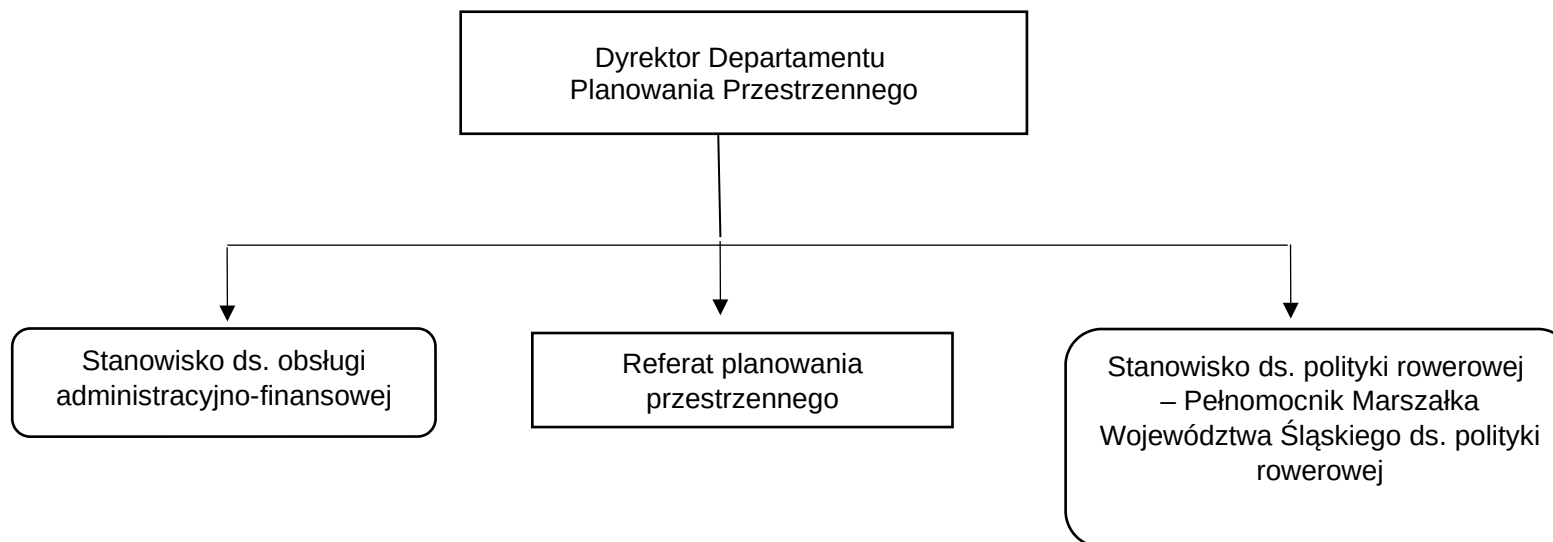 Dyrektor Departamentu
Planowania Przestrzennego
Stanowisko ds. obsługi
administracyjno-finansowej
Referat planowania
przestrzennego
Stanowisko ds. polityki rowerowej
– Pełnomocnik Marszałka
Województwa Śląskiego ds. polityki
rowerowej